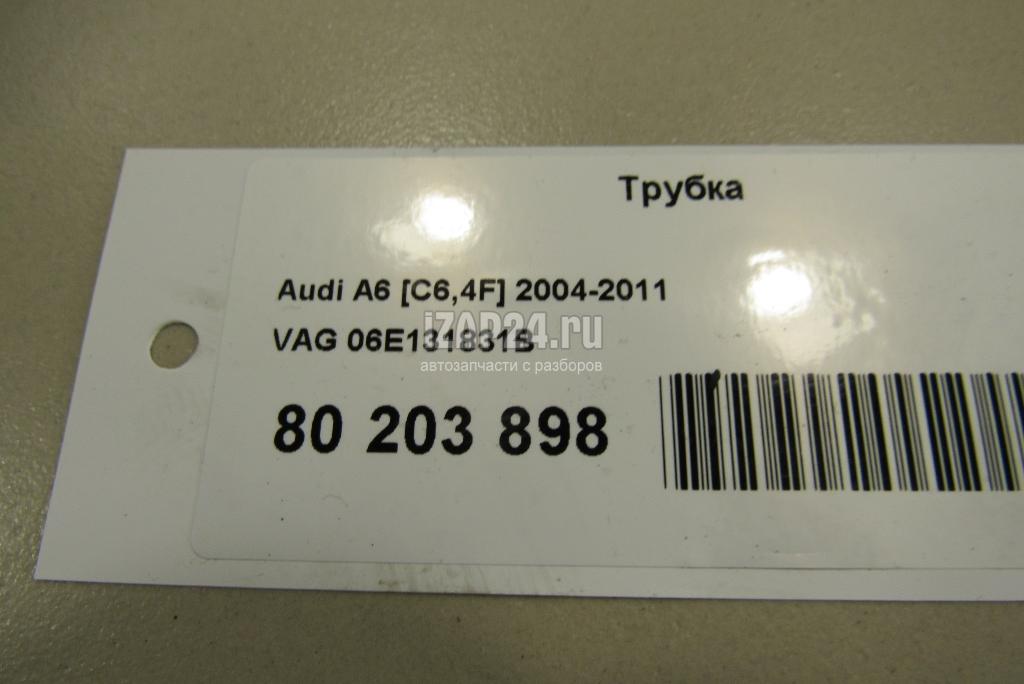 Трубка
Audi A6 [C6,4F] 2004-2011
iZAP24.ru
VAG 06E131831B
автозапчасти с разборов
80 203 898